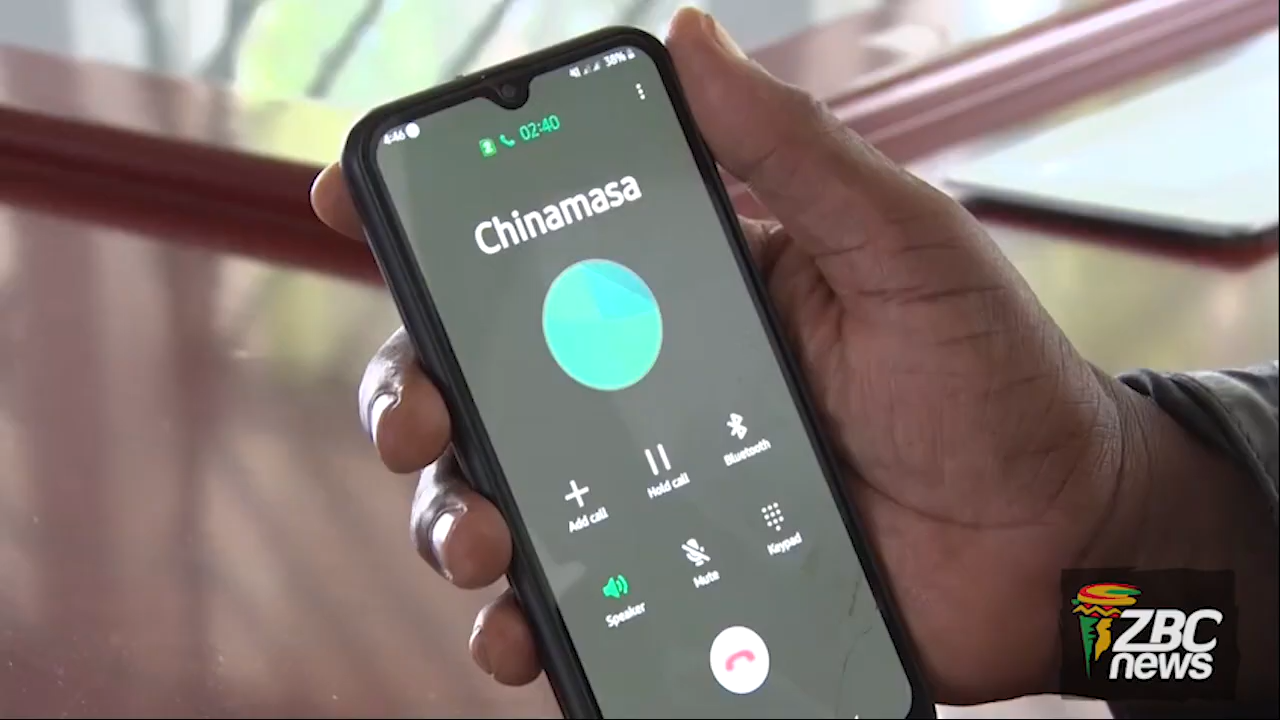 38%
4:46
02:40
Chinamasa
Bluetooth
Hold call
Add call
Keypad
Mute
Speaker
ZBC
news